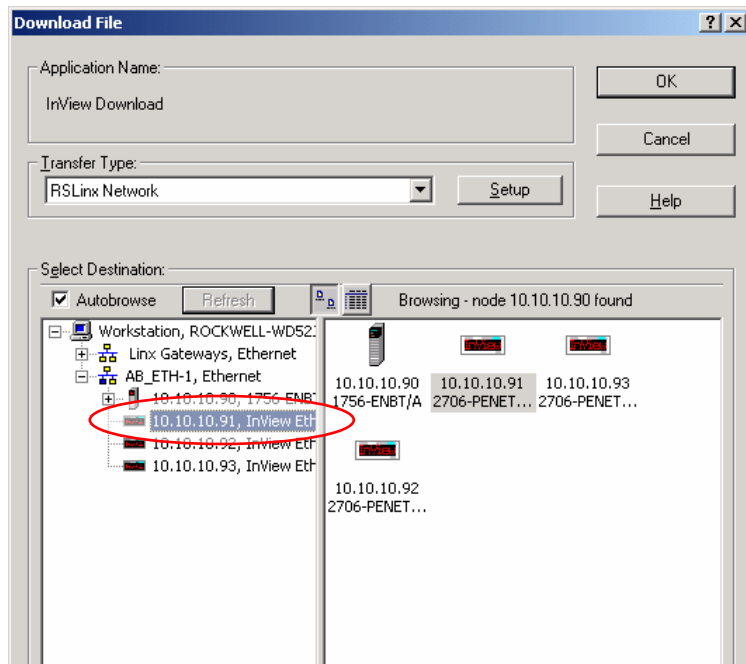 Download File
Application Name:
InView Download
OK
Cancel
Transfer Type:
RSLinx Network
Setup
Help
Select Destination:
Autobrowse
Refresh
Browsing - node 10.10.10.90 found
Workstation, ROCKWELL-WD52
Linx Gateways, Ethernet
AB_ETH-1, Ethernet
10.10.10.90, 1756-ENB
10.10.10.91, InView Eth
10.10.10.92, InView Eth
10.10.10.93, InView Eth
10.10.10.90
1756-ENBT/A
10.10.10.91
2706-PENET...
10.10.10.93
2706-PENET...
InView
InView
InView
10.10.10.92
2706-PENET...